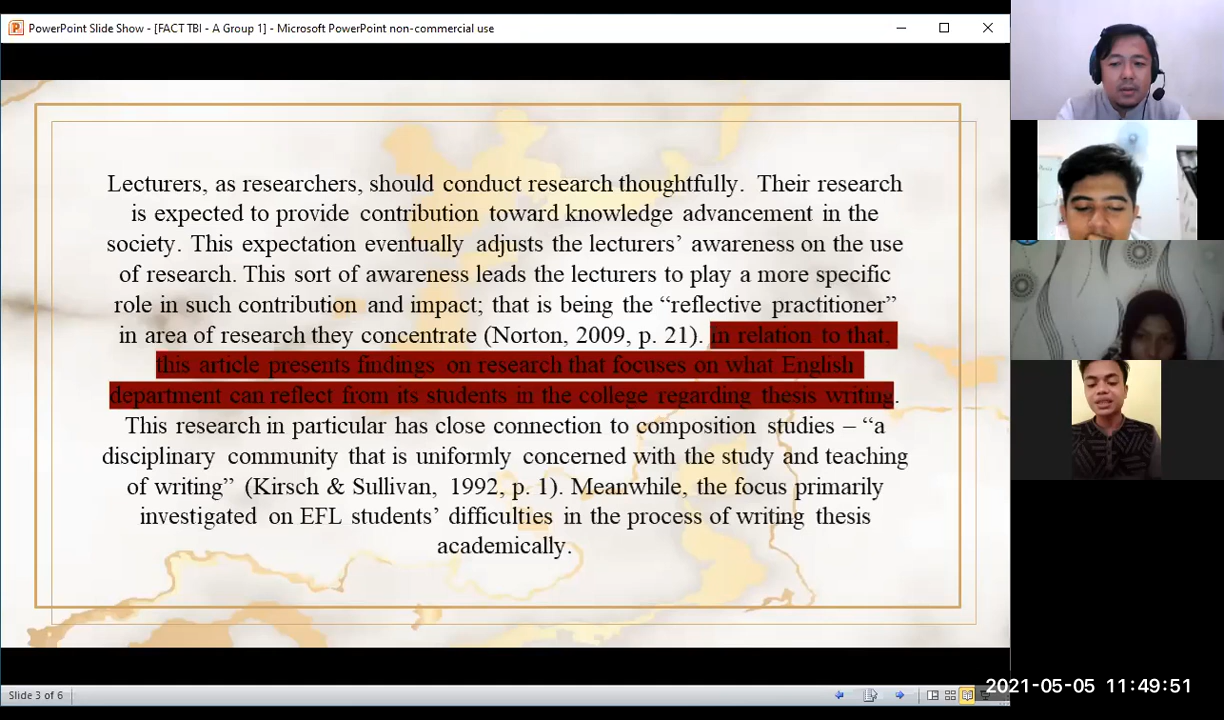 PowerPoint Slide Show - [FACT TBI - A Group 1] - Microsoft PowerPoint non-commercial use
Lecturers, as researchers, should conduct research thoughtfully. Their research
is expected to provide contribution toward knowledge advancement in the
society. This expectation eventually adjusts the lecturers’ awareness on the use
of research. This sort of awareness leads the lecturers to play a more specific
role in such contribution and impact; that is being the “reflective practitioner”
in area of research they concentrate (Norton, 2009, p. 21). in relation to that,
this article presents findings on research that focuses on what English
department can reflect from its students in the college regarding thesis writing.
This research in particular has close connection to composition studies – “a
disciplinary community that is uniformly concerned with the study and teaching
of writing” (Kirsch & Sullivan, 1992, p. 1). Meanwhile, the focus primarily
investigated on EFL students’ difficulties in the process of writing thesis
academically.
Slide 3 of 6
2021-05-05 11:49:51